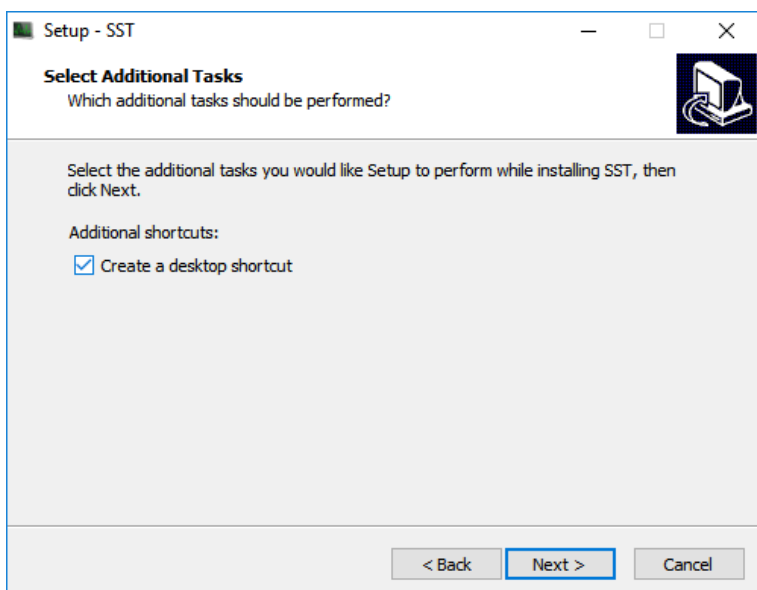 Setup - SST
Select Additional Tasks
Which additional tasks should be performed?
Select the additional tasks you would like Setup to perform while installing SST, then
click Next.
Additional shortcuts:
Create a desktop shortcut
< Back
Next >
Cancel